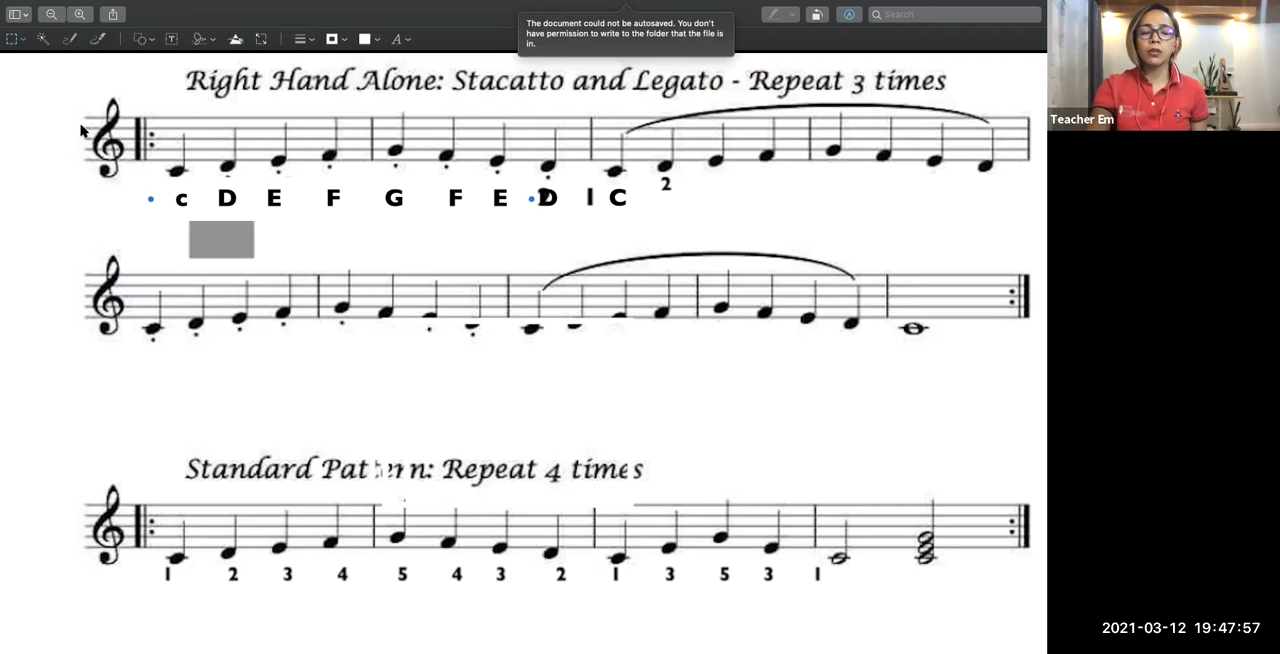 The document could not be autosaved. You don't
have permission to write to the folder that the file is
in.
Search
Teacher Em
Right Hand Alone: Stacatto and Legato - Repeat 3 times
2
c D E F G F E D 1 C
Standard Pattern: Repeat 4 times
1 2 3 4 5 4 3 2 1 3 5 3 1
2021-03-12 19:47:57